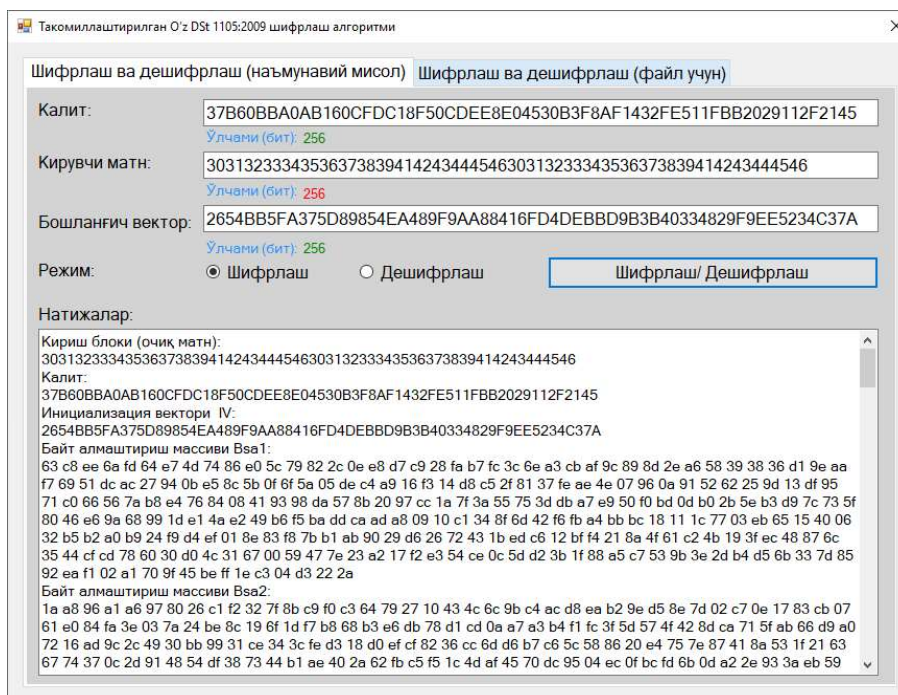 Такомиллаштирилган O'z DSt 1105:2009 шифрлаш алгоритми
Шифрлаш ва дешифрлаш (наъмунавий мисол) Шифрлаш ва дешифрлаш (файл учун)
Калит: 37B60BBA0AB160CFDC18F50CDEE8E04530B3F8AF1432FE511FBB2029112F2145
Ўлчами (бит): 256
Кирувчи матн: 3031323334353637383941424344454630313233343536373839414243444546
Ўлчами (бит): 256
Бошланғич вектор: 2654BB5FA375D89854EA489F9AA88416FD4DEBBD9B3B40334829F9EE5234C37A
Ўлчами (бит): 256
Режим: Шифрлаш Дешифрлаш Шифрлаш/ Дешифрлаш
Натижалар:
Кириш блоки (очиқ матн):
3031323334353637383941424344454630313233343536373839414243444546
Калит:
37B60BBA0AB160CFDC18F50CDEE8E04530B3F8AF1432FE511FBB2029112F2145
Инициализация вектори IV:
2654BB5FA375D89854EA489F9AA88416FD4DEBBD9B3B40334829F9EE5234C37A
Байт алмаштириш массиви Bsa1:
63 c8 ee 6a fd 64 e7 4d 74 86 e0 5c 79 82 2c 0e e8 d7 c9 28 fa b7 fc 3c 6e a3 cb af 9c 89 8d 2e a6 58 39 38 36 d1 9e aa
f7 69 51 dc ac 27 94 0b e5 8c 5b 0f 6f 5a 05 de c4 a9 16 f3 14 d8 c5 2f 81 37 fe ae 4e 07 96 0a 91 52 62 25 9d 13 df 95
71 c0 66 56 7a b8 e4 76 84 08 41 93 98 da 57 8b 20 97 cc 1a 7f 3a 55 75 3d db a7 e9 50 f0 bd 0d b0 2b 5e b3 d9 7c 73 5f
80 46 e6 9a 68 99 1d e1 4a e2 49 b6 f5 ba dd ca ad a8 09 10 c1 34 8f 6d 42 f6 fb a4 bb bc 18 11 1c 77 03 eb 65 15 40 06
32 b5 b2 a0 b9 24 f9 d4 ef 01 8e 83 f8 7b b1 ab 90 29 d6 26 72 43 1b ed c6 12 bf f4 21 8a 4f 61 c2 4b 19 3f ec 48 87 6c
35 44 cf cd 78 60 30 d0 4c 31 67 00 59 47 7e 23 a2 17 f2 e3 54 ce 0c 5d d2 3b 1f 88 a5 c7 53 9b 3e 2d b4 d5 6b 33 7d 85
92 ea f1 02 a1 70 9f 45 be ff 1e c3 04 d3 22 2a
Байт алмаштириш массиви Bsa2:
1a a8 96 a1 a6 97 80 26 c1 f2 32 7f 8b c9 f0 c3 64 79 27 10 43 4c 6c 9b c4 ac d8 ea b2 9e d5 8e 7d 02 c7 0e 17 83 cb 07
61 e0 84 fa 3e 03 7a 24 be 8c 19 6f 1d f7 b8 68 b3 e6 db 78 d1 cd 0a a7 a3 b4 f1 fc 3f 5d 57 4f 42 8d ca 71 5f ab 66 d9 a0
72 16 ad 9c 2c 49 30 bb 99 31 ce 34 3c fe d3 18 d0 ef cf 82 36 cc 6d d6 b7 c6 5c 58 86 20 e4 75 7e 87 41 8a 53 1f 21 63
67 74 37 0c 2d 91 48 54 df 38 73 44 b1 ae 40 2a 62 fb c5 f5 1c 4d af 45 70 dc 95 04 ec 0f bc fd 6b 0d a2 2e 93 3a eb 59